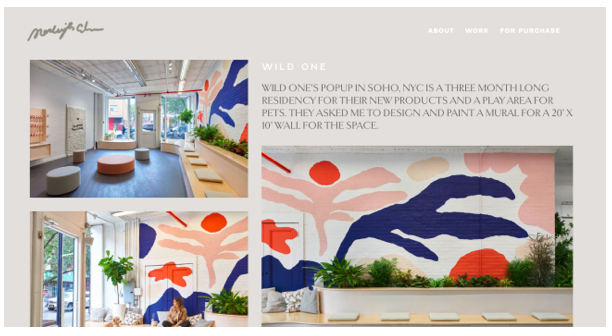 ABOUT WORK FOR PURCHASE
WILD ONE
WILD ONE'S POPUP IN SOHO, NYC IS A THREE MONTH LONG
RESIDENCY FOR THEIR NEW PRODUCTS AND A PLAY AREA FOR
PETS. THEY ASKED ME TO DESIGN AND PAINT A MURAL FOR A 20' X
10' WALL FOR THE SPACE.